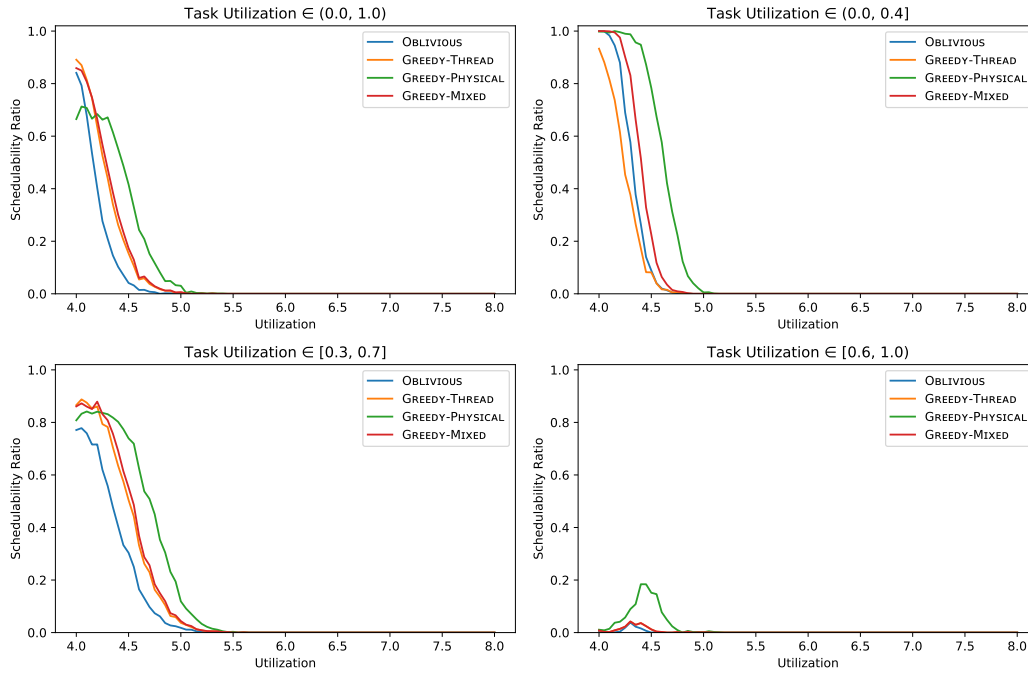 Task Utilization ∈ (0.0, 1.0)
1.0
0.8
0.6
0.4
0.2
0.0
Schedulability Ratio
Oblivious
Greedy-Thread
Greedy-Physical
Greedy-Mixed
4.0 4.5 5.0 5.5 6.0 6.5 7.0 7.5 8.0
Utilization
Task Utilization ∈ (0.0, 0.4]
1.0
0.8
0.6
0.4
0.2
0.0
Schedulability Ratio
Oblivious
Greedy-Thread
Greedy-Physical
Greedy-Mixed
4.0 4.5 5.0 5.5 6.0 6.5 7.0 7.5 8.0
Utilization
Task Utilization ∈ [0.3, 0.7]
1.0
0.8
0.6
0.4
0.2
0.0
Schedulability Ratio
Oblivious
Greedy-Thread
Greedy-Physical
Greedy-Mixed
4.0 4.5 5.0 5.5 6.0 6.5 7.0 7.5 8.0
Utilization
Task Utilization ∈ [0.6, 1.0)
1.0
0.8
0.6
0.4
0.2
0.0
Schedulability Ratio
Oblivious
Greedy-Thread
Greedy-Physical
Greedy-Mixed
4.0 4.5 5.0 5.5 6.0 6.5 7.0 7.5 8.0
Utilization